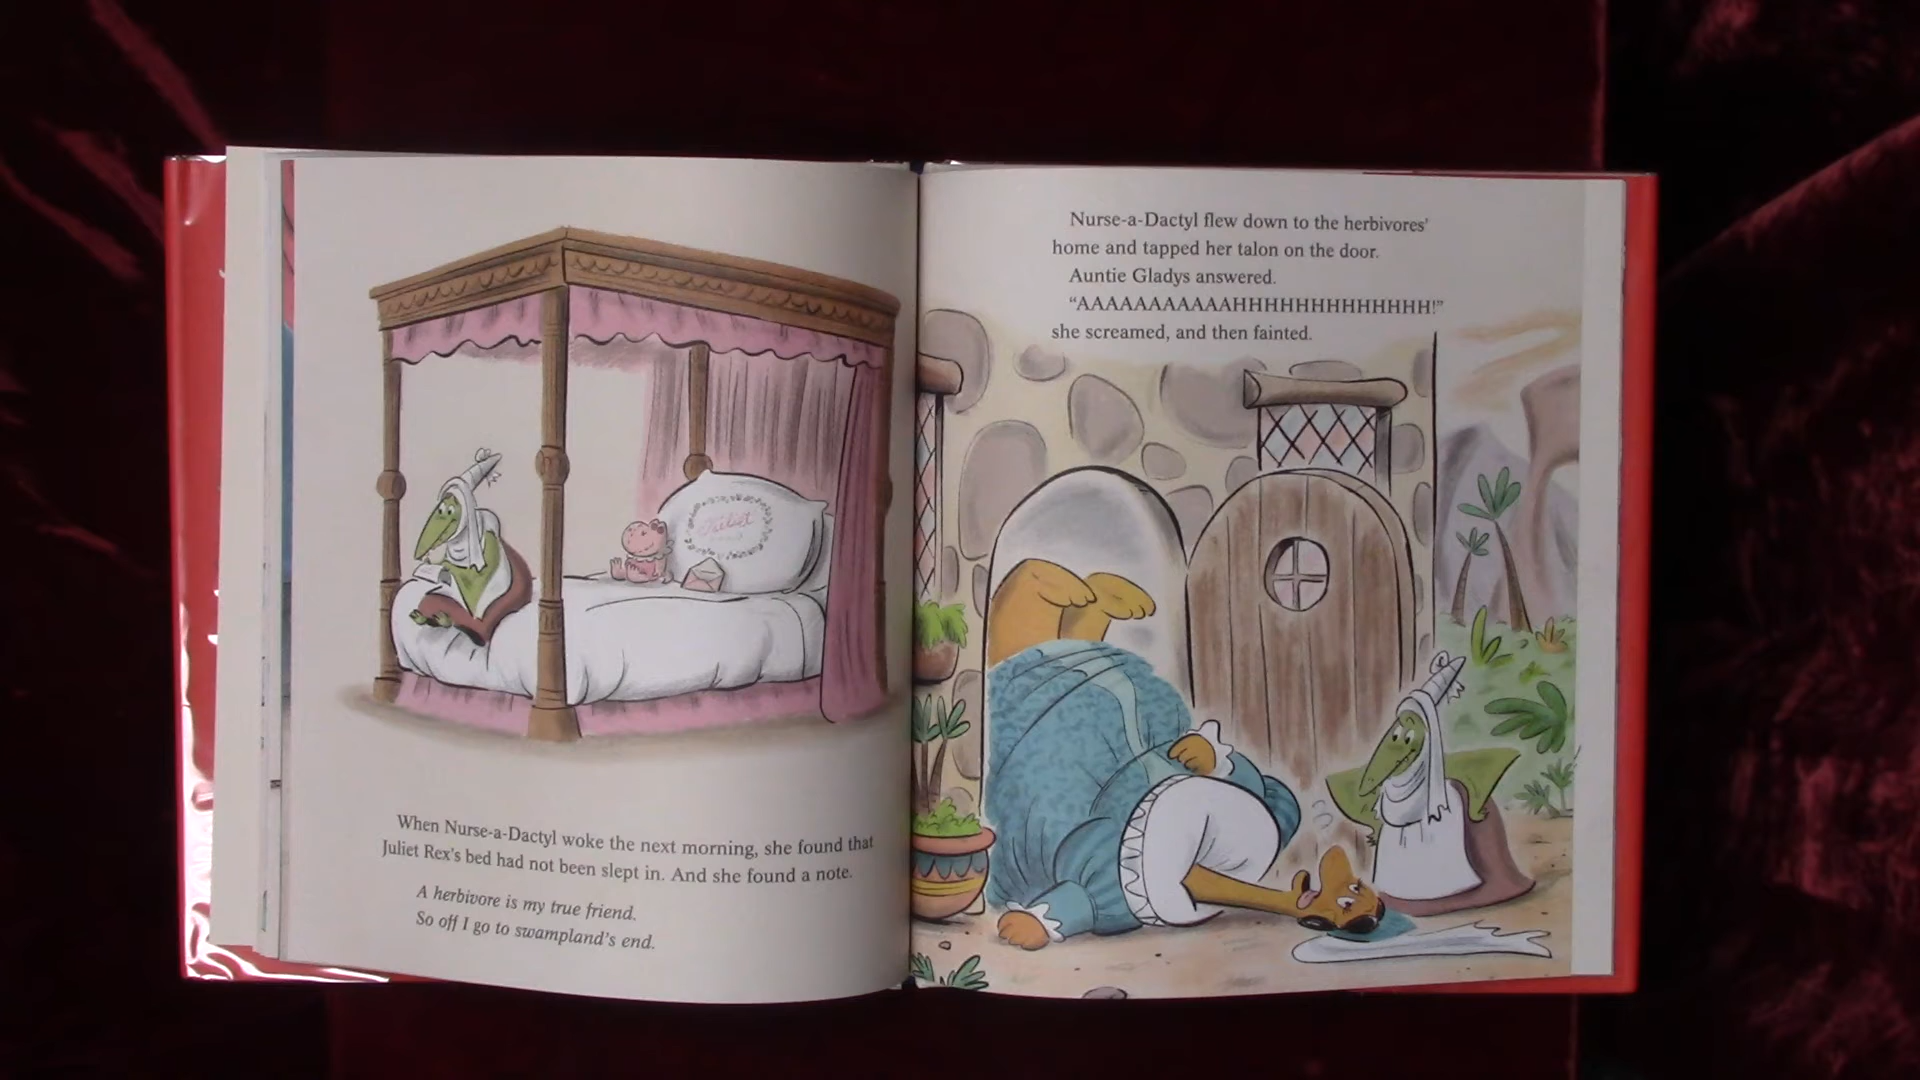 Juliet
When Nurse-a-Dactyl woke the next morning, she found that
Juliet Rex's bed had not been slept in. And she found a note.
A herbivore is my true friend.
So off I go to swampland's end.
Nurse-a-Dactyl flew down to the herbivores'
home and tapped her talon on the door.
Auntie Gladys answered.
“AAAAAAAAAAAHHHHHHHHHHHHHH!”
she screamed, and then fainted.